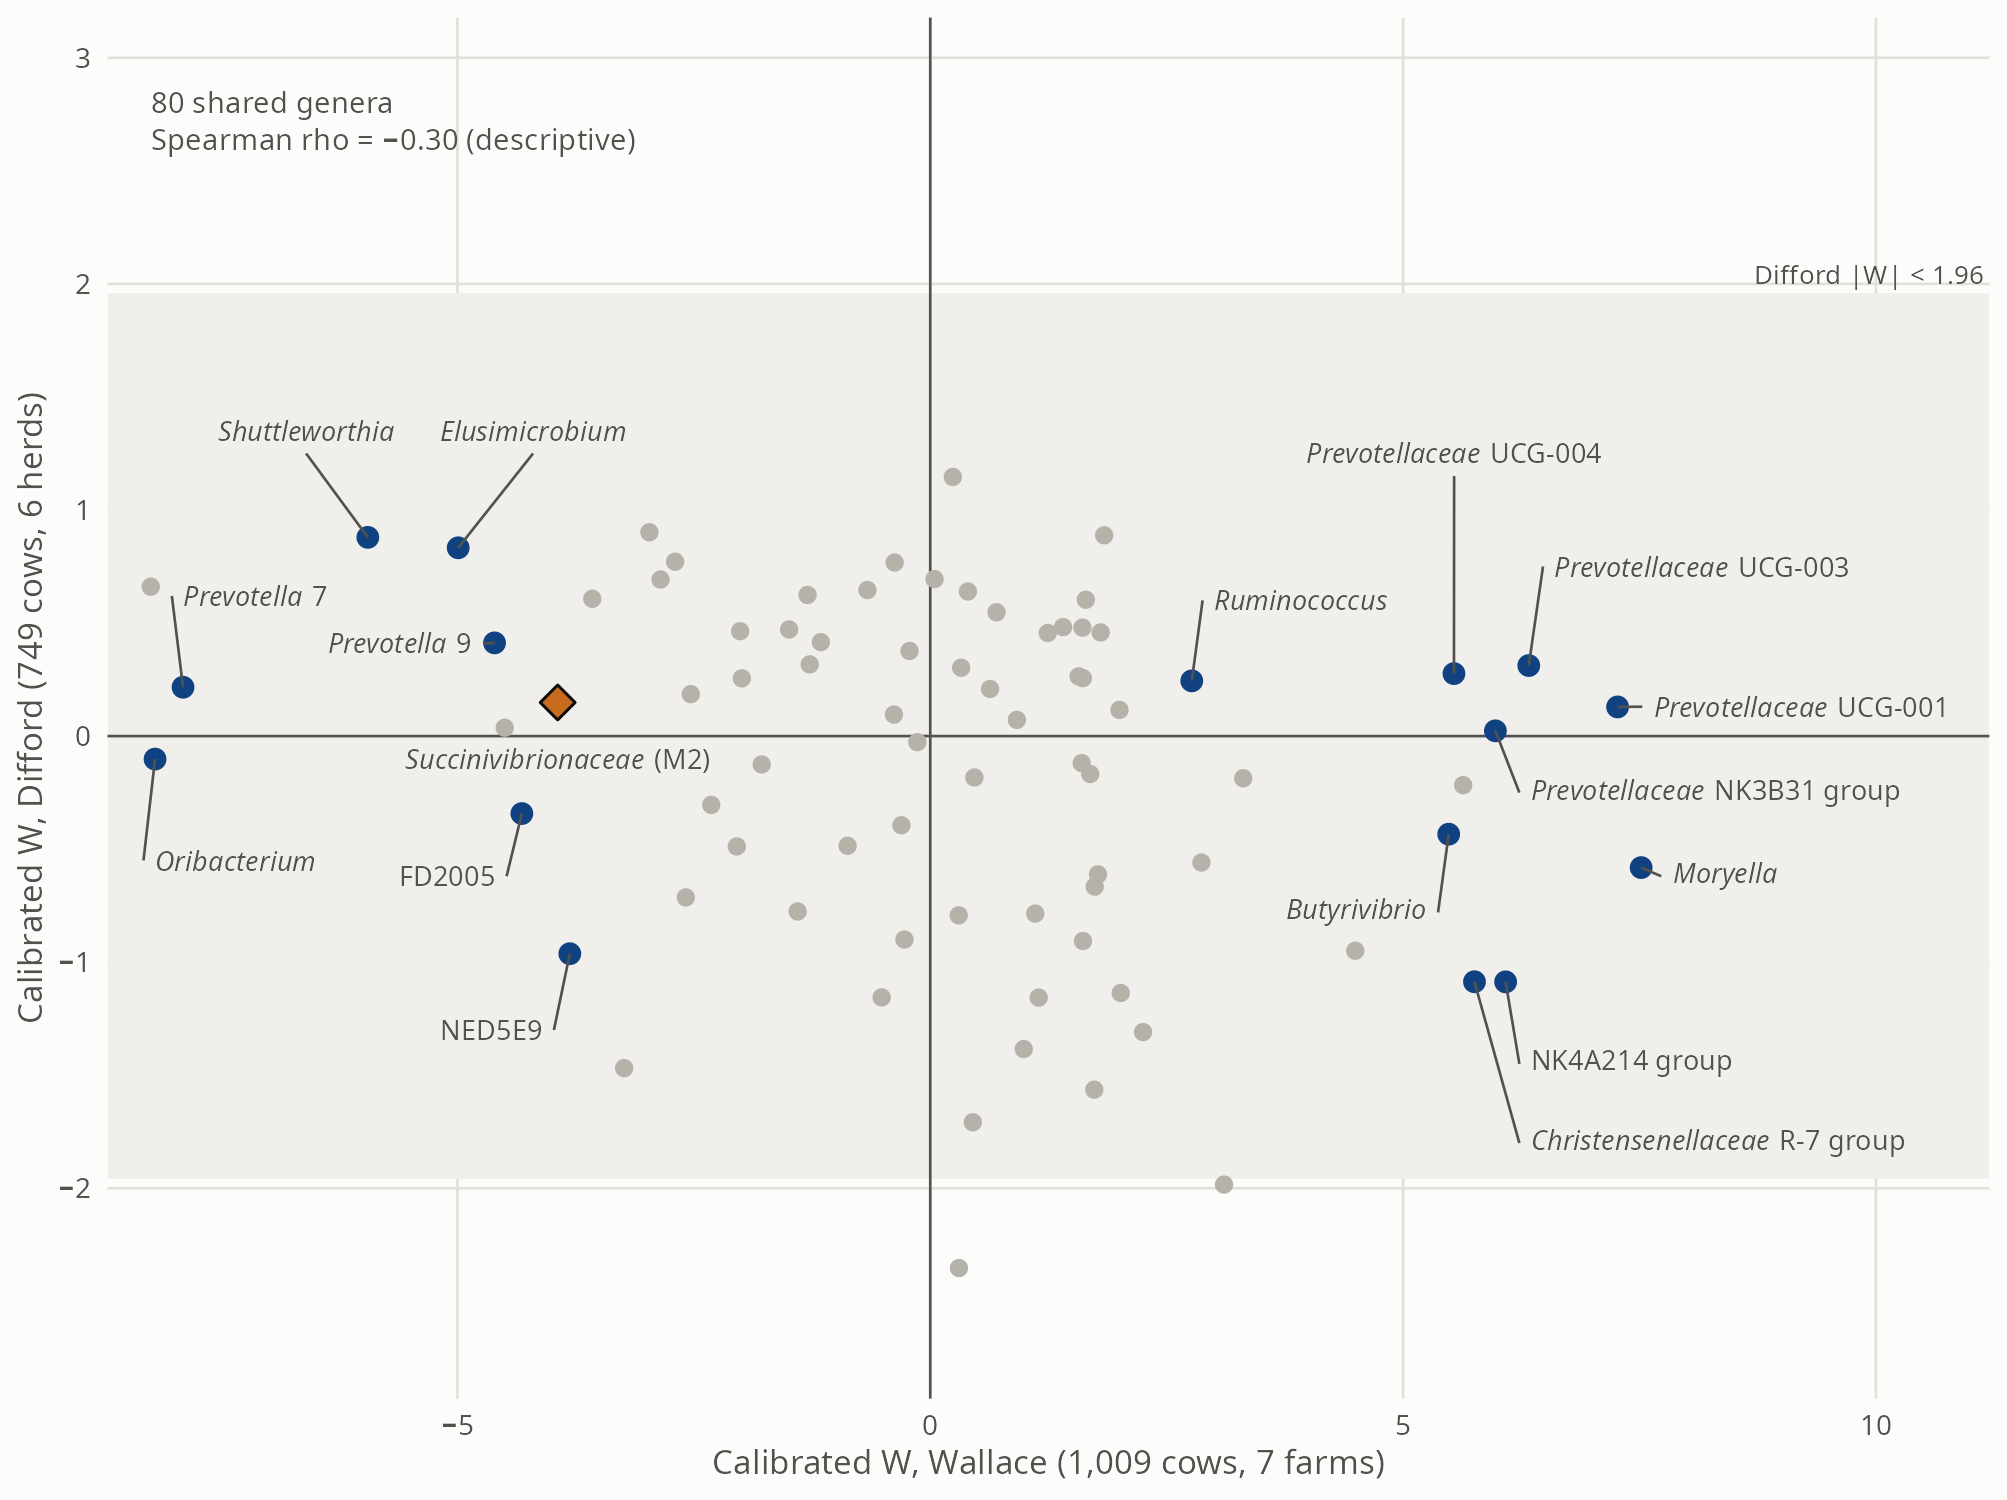 3
80 shared genera
Spearman rho = −0.30 (descriptive)
2
Difford |W| < 1.96
Shuttleworthia
Elusimicrobium
Prevotellaceae UCG-004
1
Prevotellaceae UCG-003
Prevotella 7
Ruminococcus
Prevotella 9
Prevotellaceae UCG-001
0
Succinivibrionaceae (M2)
Prevotellaceae NK3B31 group
Oribacterium
FD2005
Moryella
Butyrivibrio
−1
NED5E9
NK4A214 group
Christensenellaceae R-7 group
−2
Calibrated W, Difford (749 cows, 6 herds)
−5
0
5
10
Calibrated W, Wallace (1,009 cows, 7 farms)